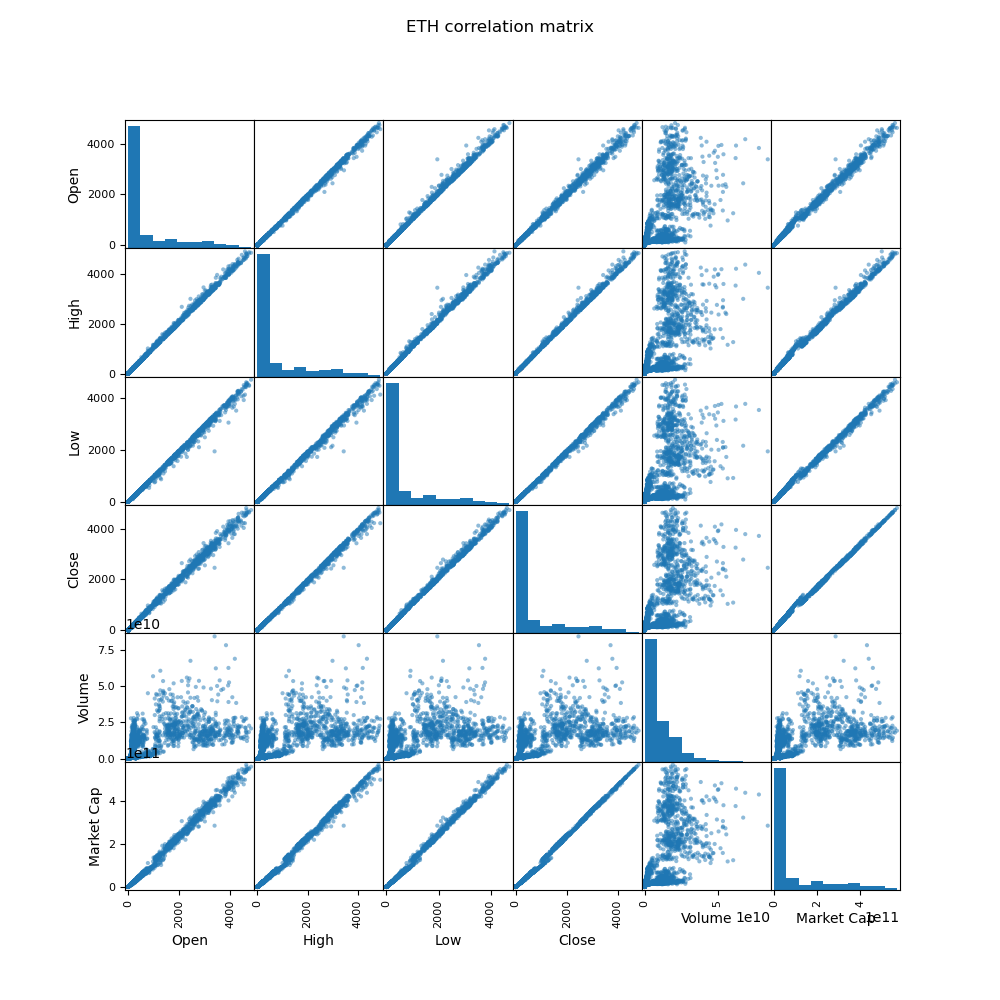 ETH correlation matrix
4000
2000
0
Open
4000
2000
0
High
4000
2000
0
Low
4000
2000
0
Close
1e10
7.5
5.0
2.5
0.0
Volume
1e11
4
2
0
Market Cap
0 2000 4000 0 2000 4000 0 2000 4000 0 2000 4000 0 5 0 2 4
Volume 1e10 Market Cap 1e11
Open High Low Close